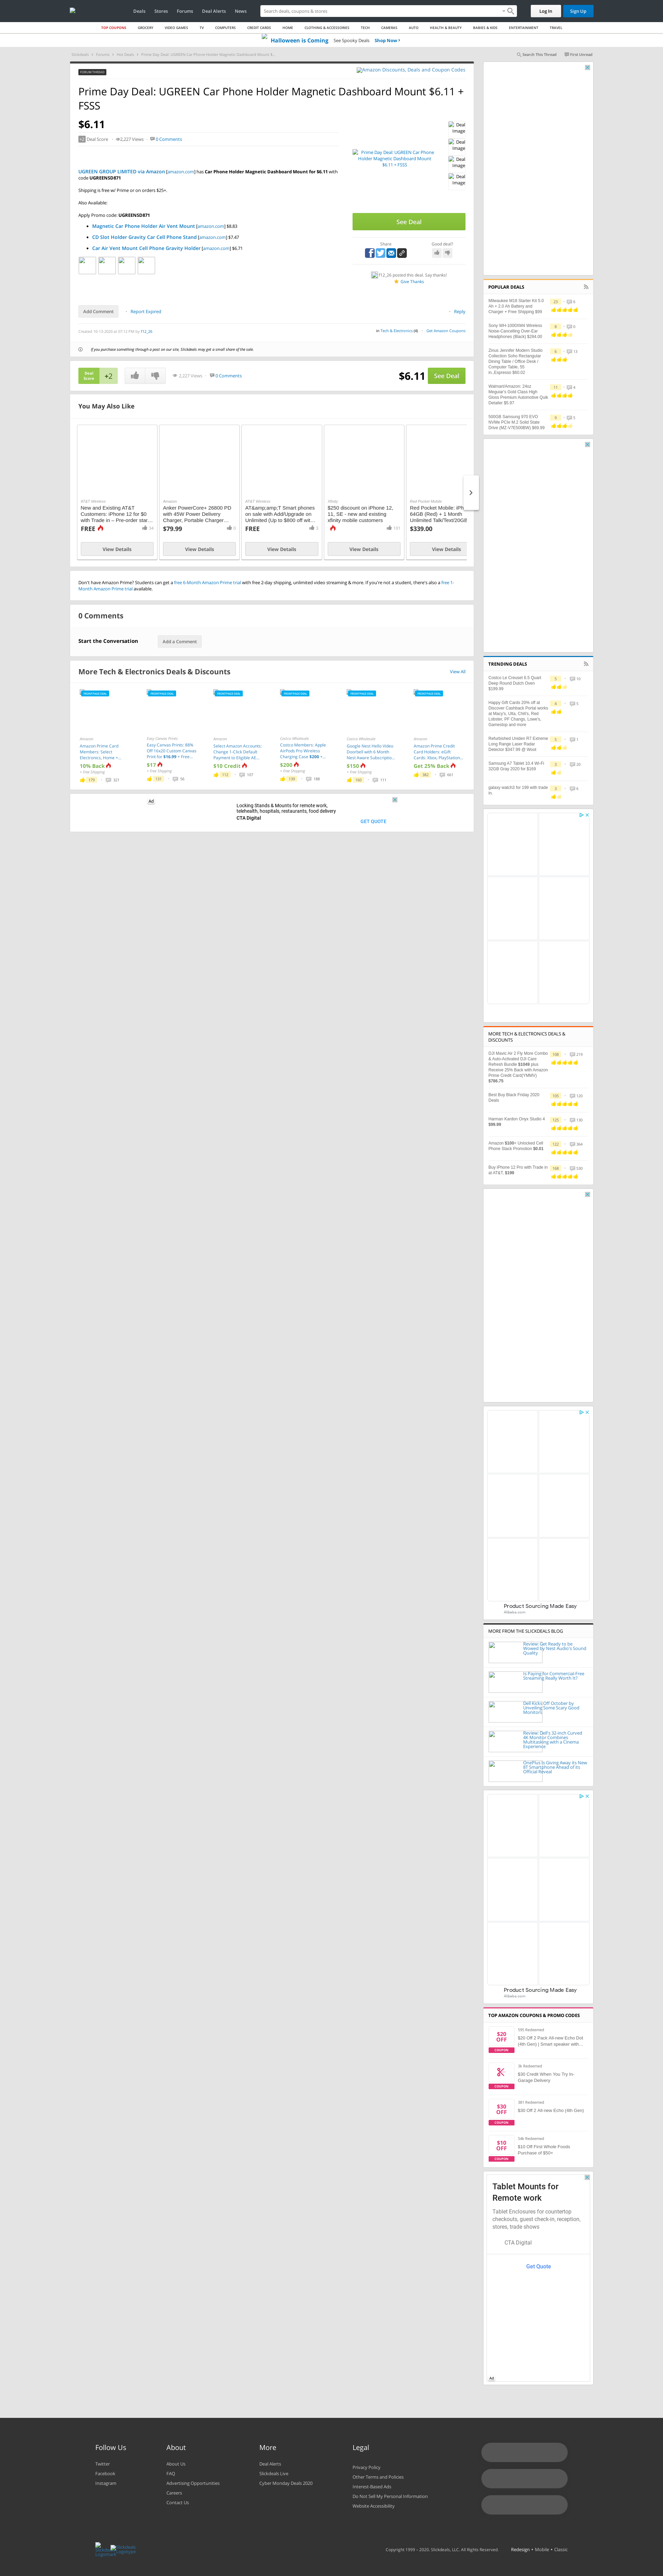 Deals Stores Forums Deal Alerts News
Search deals, coupons & stores
Log In
Sign Up
TOP COUPONS GROCERY VIDEO GAMES TV COMPUTERS CREDIT CARDS HOME CLOTHING & ACCESSORIES TECH CAMERAS AUTO HEALTH & BEAUTY BABIES & KIDS ENTERTAINMENT TRAVEL
Halloween is Coming See Spooky Deals Shop Now ›
Slickdeals > Forums > Hot Deals > Prime Day Deal: UGREEN Car Phone Holder Magnetic Dashboard Mount $...
Search This Thread
First Unread
FORUM THREAD
Amazon Discounts, Deals and Coupon Codes
Prime Day Deal: UGREEN Car Phone Holder Magnetic Dashboard Mount $6.11 +
FSSS
$6.11
+2 Deal Score 2,227 Views 0 Comments
UGREEN GROUP LIMITED via Amazon [amazon.com] has Car Phone Holder Magnetic Dashboard Mount for $6.11 with
code UGREENSD871
Shipping is free w/ Prime or on orders $25+.
Also Available:
Apply Promo code: UGREENSD871
Magnetic Car Phone Holder Air Vent Mount [amazon.com] $6.83
CD Slot Holder Gravity Car Cell Phone Stand [amazon.com] $7.47
Car Air Vent Mount Cell Phone Gravity Holder [amazon.com] $6.71
Prime Day Deal: UGREEN Car Phone
Holder Magnetic Dashboard Mount
$6.11 + FSSS
Deal
Image
Deal
Image
Deal
Image
Deal
Image
See Deal
Share
Good deal?
f12_26 posted this deal. Say thanks!
Give Thanks
Add Comment
Report Expired
Reply
Created 10-13-2020 at 07:11 PM by f12_26
in Tech & Electronics (4)
Get Amazon Coupons
If you purchase something through a post on our site, Slickdeals may get a small share of the sale.
Deal
Score
+2
2,227 Views
0 Comments
$6.11
See Deal
You May Also Like
AT&T Wireless
New and Existing AT&T
Customers: iPhone 12 for $0
with Trade in – Pre-order star...
FREE
View Details
Amazon
Anker PowerCore+ 26800 PD
with 45W Power Delivery
Charger, Portable Charger...
$79.99
View Details
AT&T Wireless
AT&amp;amp;T Smart phones
on sale with Add/Upgrade on
Unlimited (Up to $800 off wit...
FREE
View Details
Xfinity
$250 discount on iPhone 12,
11, SE - new and existing
xfinity mobile customers
View Details
Red Pocket Mobile
Red Pocket Mobile: iPh
64GB (Red) + 1 Month
Unlimited Talk/Text/20GB
$339.00
View Details
Don't have Amazon Prime? Students can get a free 6-Month Amazon Prime trial with free 2-day shipping, unlimited video streaming & more. If you're not a student, there's also a free 1-
Month Amazon Prime trial available.
0 Comments
Start the Conversation
Add a Comment
More Tech & Electronics Deals & Discounts
View All
Amazon
Amazon Prime Card
Members: Select
Electronics, Home +...
10% Back
+ Free Shipping
179
321
Easy Canvas Prints
Easy Canvas Prints: 88%
Off 16x20 Custom Canvas
Print for $16.99 + Free...
$17
+ Free Shipping
131
56
Amazon
Select Amazon Accounts:
Change 1-Click Default
Payment to Eligible AE...
$10 Credit
113
197
Costco Wholesale
Costco Members: Apple
AirPods Pro Wireless
Charging Case $200 +...
$200
+ Free Shipping
139
188
Costco Wholesale
Google Nest Hello Video
Doorbell with 6 Month
Nest Aware Subscriptio...
$150
+ Free Shipping
160
111
Amazon
Amazon Prime Credit
Card Holders: eGift
Cards: Xbox, PlayStation...
Get 25% Back
382
661
Ad
Locking Stands & Mounts for remote work,
telehealth, hospitals, restaurants, food delivery
CTA Digital
GET QUOTE
POPULAR DEALS
Milwaukee M18 Starter Kit 5.0
Ah + 2.0 Ah Battery and
Charger + Free Shipping $99
Sony WH-1000XM4 Wireless
Noise-Canceling Over-Ear
Headphones (Black) $284.00
Zinus Jennifer Modern Studio
Collection Soho Rectangular
Dining Table / Office Desk /
Computer Table, 55
in.,Espresso $60.52
Walmart/Amazon: 24oz.
Meguiar's Gold Class High
Gloss Premium Automotive Quik
Detailer $5.97
500GB Samsung 970 EVO
NVMe PCIe M.2 Solid State
Drive (MZ-V7E500BW) $69.99
TRENDING DEALS
Costco Le Creuset 6.5 Quart
Deep Round Dutch Oven
$199.99
Happy Gift Cards 20% off at
Discover Cashback Portal works
at Macy's, Ulta, Chili's, Red
Lobster, PF Changs, Lowe's,
Gamestop and more
Refurbished Uniden R7 Extreme
Long Range Laser Radar
Detector $347.99 @ Woot
Samsung A7 Tablet 10.4 Wi-Fi
32GB Gray 2020 for $169
galaxy watch3 for 199 with trade
in
MORE TECH & ELECTRONICS DEALS &
DISCOUNTS
DJI Mavic Air 2 Fly More Combo
& Auto-Activated DJI Care
Refresh Bundle $1049 plus
Receive 25% Back with Amazon
Prime Credit Card(YMMV)
$786.75
Best Buy Black Friday 2020
Deals
Harman Kardon Onyx Studio 4
$99.99
Amazon $100+ Unlocked Cell
Phone Slack Promotion $0.01
Buy iPhone 12 Pro with Trade in
at AT&T: $199
Product Sourcing Made Easy
Alibaba.com
MORE FROM THE SLICKDEALS BLOG
Review: Get Ready to be
Wowed by Nest Audio's Sound
Quality
Is Paying for Commercial-Free
Streaming Really Worth It?
Dell Kicks Off October by
Unveiling Some Scary Good
Monitors
Review: Dell's 32-inch Curved
4K Monitor Combines
Multitasking with a Cinema
Experience
OnePlus Is Giving Away Its New
8T Smartphone Ahead of its
Official Reveal
Product Sourcing Made Easy
Alibaba.com
TOP AMAZON COUPONS & PROMO CODES
$20
OFF
COUPON
$20 Off 2 Pack All-new Echo Dot
(4th Gen) | Smart speaker with...
COUPON
$30 Credit When You Try In-
Garage Delivery
$30
OFF
COUPON
$30 Off 2 All-new Echo (4th Gen)
$10
OFF
COUPON
$10 Off First Whole Foods
Purchase of $50+
Tablet Mounts for
Remote work
Tablet Enclosures for countertop
checkouts, guest check-in, reception,
stores, trade shows
CTA Digital
Get Quote
Ad
Follow Us
Twitter
Facebook
Instagram
About
About Us
FAQ
Advertising Opportunities
Careers
Contact Us
More
Deal Alerts
Slickdeals Live
Cyber Monday Deals 2020
Legal
Privacy Policy
Other Terms and Policies
Interest-Based Ads
Do Not Sell My Personal Information
Website Accessibility
Copyright 1999 – 2020. Slickdeals, LLC. All Rights Reserved.
Redesign • Mobile • Classic